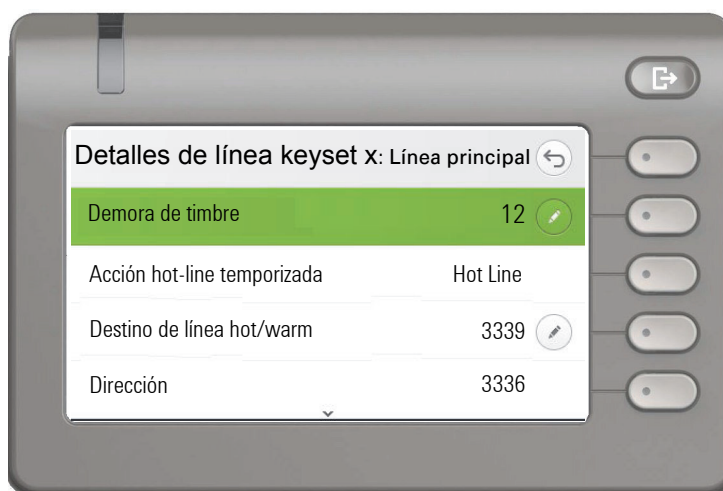 Detalles de línea keyset x: Línea principal
Demora de timbre 12
Acción hot-line temporizada Hot Line
Destino de línea hot/warm 3339
Dirección 3336